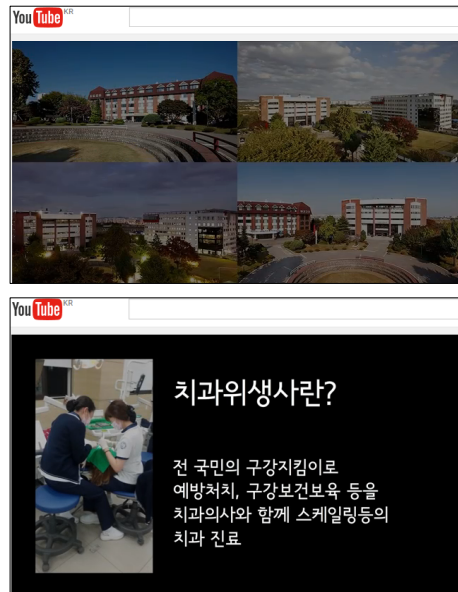 YouTube KR
YouTube KR
치과위생사란?
전 국민의 구강지킴이로
예방처치, 구강보건보육 등을
치과의사와 함께 스케일링등의
치과 진료